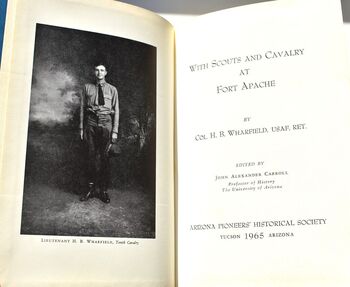 LIEUTENANT H. B. WHARFIELD, Tenth Cavalry
WITH SCOUTS AND CAVALRY
AT
FORT APACHE
BY
COL. H. B. WHARFIELD, USAF, RET.
EDITED BY
JOHN ALEXANDER CARROLL
Professor of History
The University of Arizona
ARIZONA PIONEERS' HISTORICAL SOCIETY
TUCSON 1965 ARIZONA